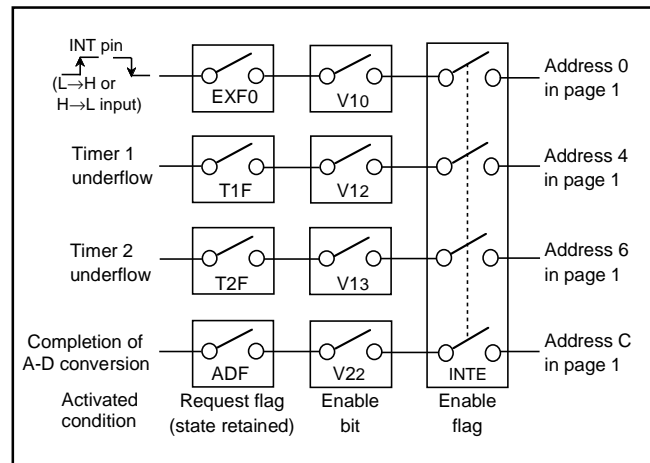 INT pin
(L→H or
H→L input)
EXF0
V10
Address 0
in page 1
Timer 1
underflow
T1F
V12
Address 4
in page 1
Timer 2
underflow
T2F
V13
Address 6
in page 1
Completion of
A-D conversion
ADF
V22
INTE
Address C
in page 1
Activated
condition
Request flag
(state retained)
Enable
bit
Enable
flag